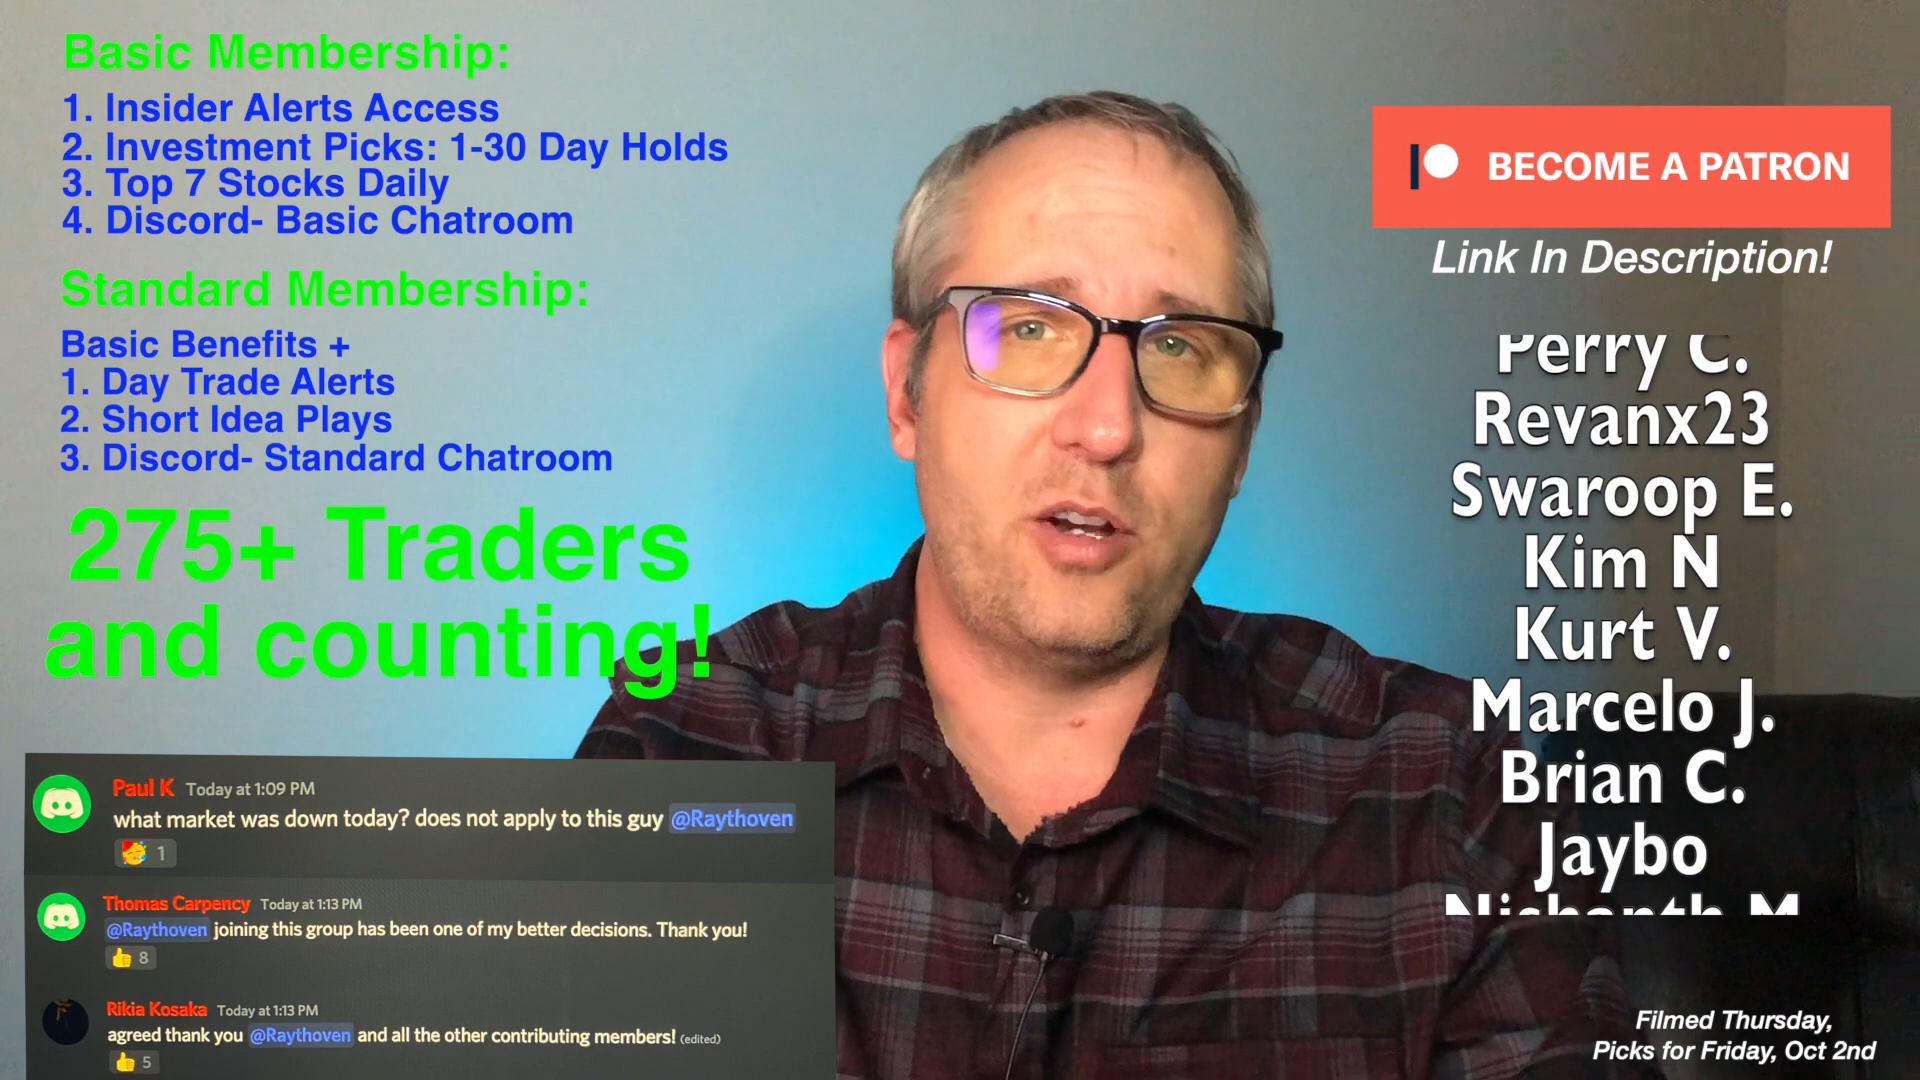 Basic Membership:
1. Insider Alerts Access
2. Investment Picks: 1-30 Day Holds
3. Top 7 Stocks Daily
4. Discord- Basic Chatroom
Standard Membership:
Basic Benefits +
1. Day Trade Alerts
2. Short Idea Plays
3. Discord- Standard Chatroom
275+ Traders
and counting!
Paul K Today at 1:09 PM
what market was down today? does not apply to this guy @Raythoven
1
Thomas Carpency Today at 1:13 PM
@Raythoven joining this group has been one of my better decisions. Thank you!
8
Rikia Kosaka Today at 1:13 PM
agreed thank you @Raythoven and all the other contributing members! (edited)
5
BECOME A PATRON
Link In Description!
Perry C.
Revanx23
Swaroop E.
Kim N
Kurt V.
Marcelo J.
Brian C.
Jaybo
Nishanth M
Filmed Thursday,
Picks for Friday, Oct 2nd